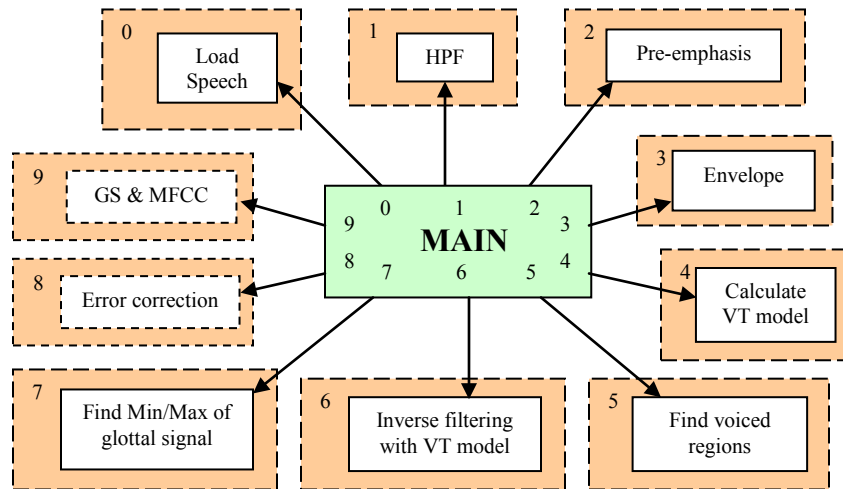 0
Load
Speech
1
HPF
2
Pre-emphasis
9
GS & MFCC
3
Envelope
0 1 2
9 3
MAIN
8 4
7 6 5
8
Error correction
4
Calculate
VT model
7
Find Min/Max of
glottal signal
6
Inverse filtering
with VT model
5
Find voiced
regions